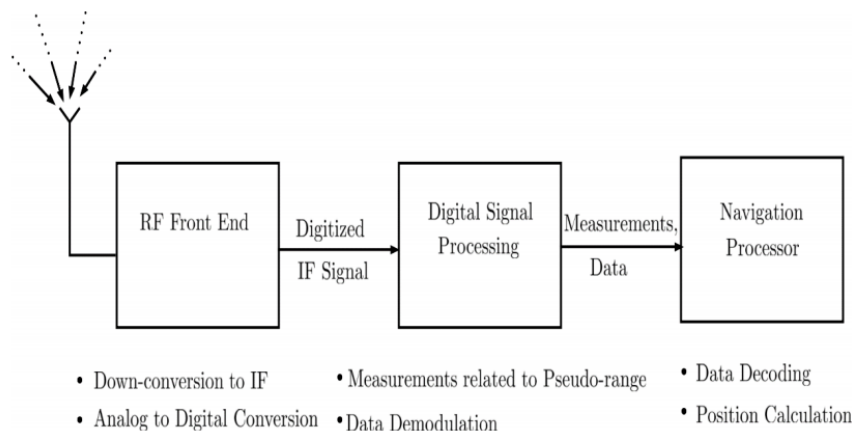 RF Front End
Digitized
IF Signal
Digital Signal
Processing
Measurements,
Data
Navigation
Processor
• Down-conversion to IF
• Analog to Digital Conversion
• Measurements related to Pseudo-range
• Data Demodulation
• Data Decoding
• Position Calculation